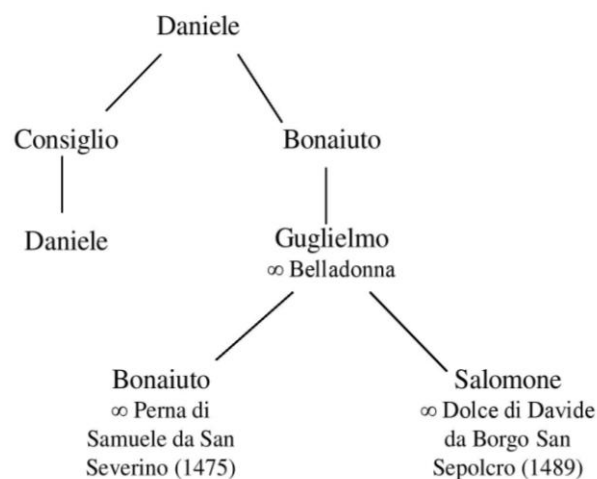 Daniele
Consiglio
Bonaiuto
Daniele
Guglielmo
∞ Belladonna
Bonaiuto
∞ Perna di
Samuele da San
Severino (1475)
Salomone
∞ Dolce di Davide
da Borgo San
Sepolcro (1489)